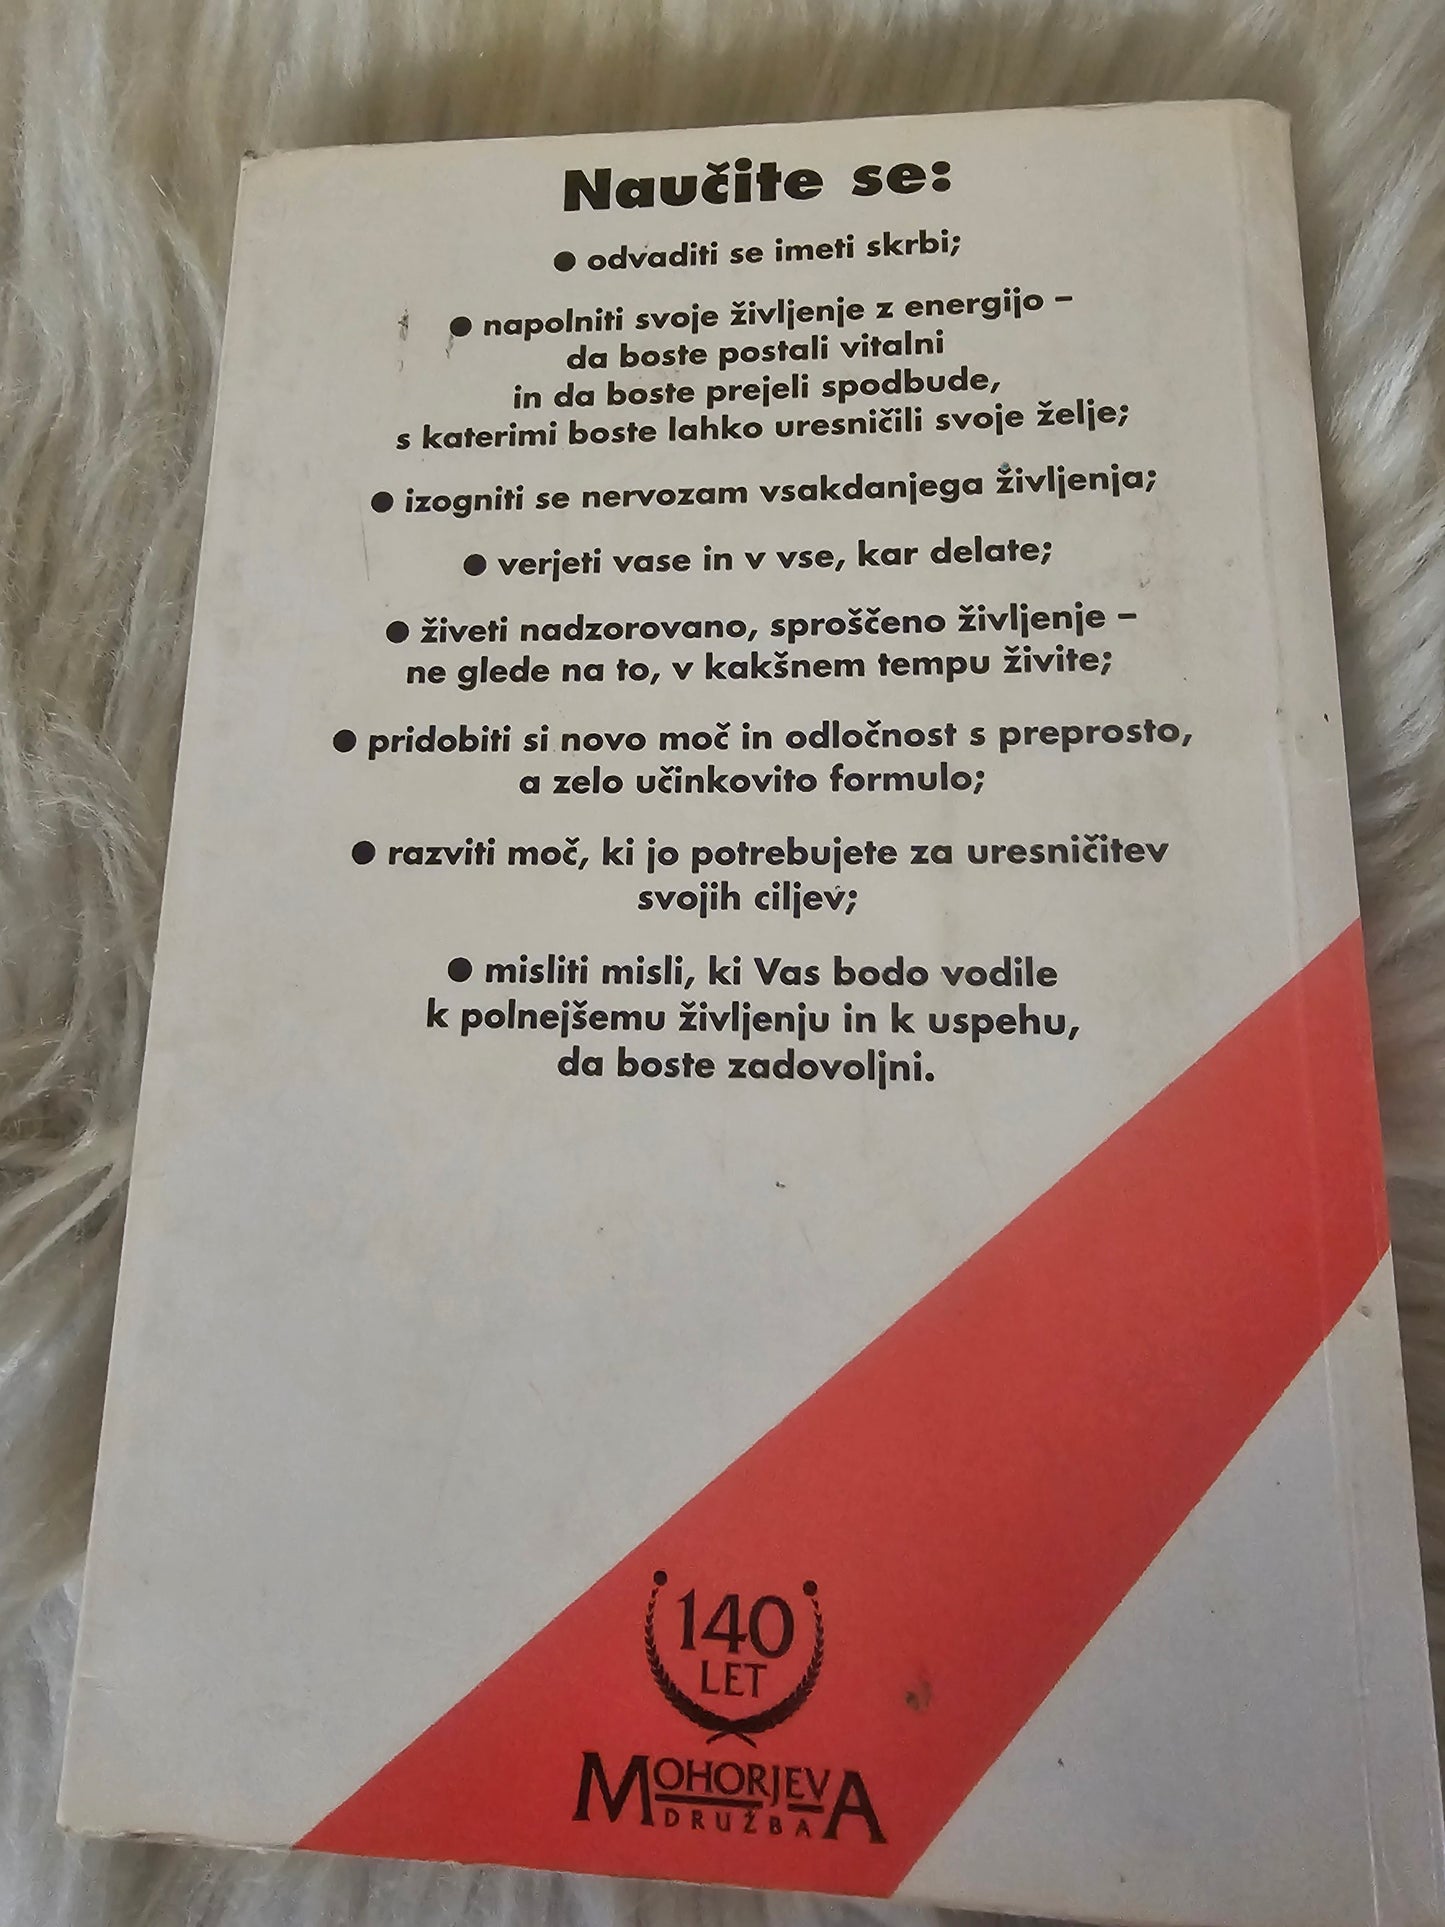 Naučite se:
● odvaditi se imeti skrbi;
● napolniti svoje življenje z energijo –
da boste postali vitalni
in da boste prejeli spodbude,
s katerimi boste lahko uresničili svoje želje;
● izogniti se nervozam vsakdanjega življenja;
● verjeti vase in v vse, kar delate;
● živeti nadzorovano, sproščeno življenje –
ne glede na to, v kakšnem tempu živite;
● pridobiti si novo moč in odločnost s preprosto,
a zelo učinkovito formulo;
● razviti moč, ki jo potrebujete za uresničitev
svojih ciljev;
● misliti misli, ki Vas bodo vodile
k polnejšemu življenju in k uspehu,
da boste zadovoljni.
140
LET
MOHORJEVA
DRUŽBA